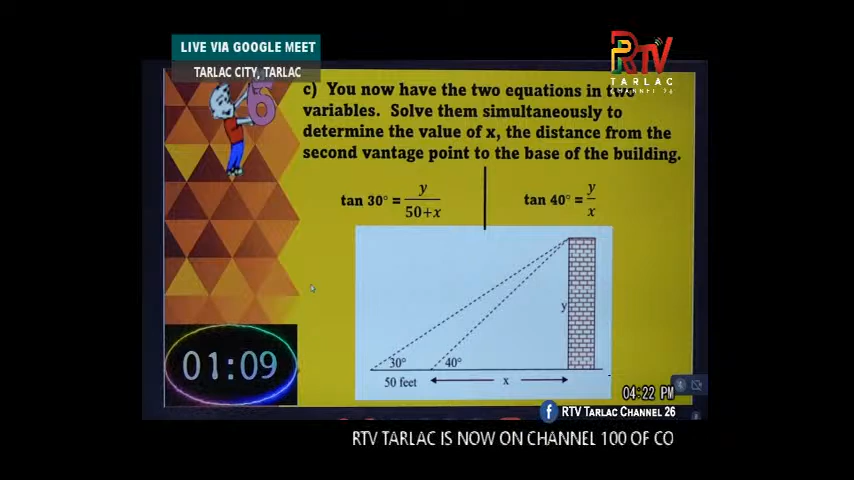 LIVE VIA GOOGLE MEET
TARLAC CITY, TARLAC
RTV
TARLAC
CHANNEL 26
6
c) You now have the two equations in two
variables. Solve them simultaneously to
determine the value of x, the distance from the
second vantage point to the base of the building.
tan 30° = y / 50+x
tan 40° = y / x
y
30°
40°
50 feet
x
01:09
04:22 PM
RTV TARLAC CHANNEL 26
RTV TARLAC IS NOW ON CHANNEL 100 OF CO